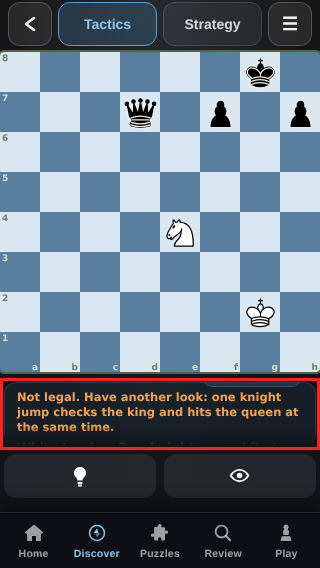 Tactics
Strategy
8
7
6
5
4
3
2
1
a b c d e f g h
Not legal. Have another look: one knight
jump checks the king and hits the queen at
the same time.
Home Discover Puzzles Review Play